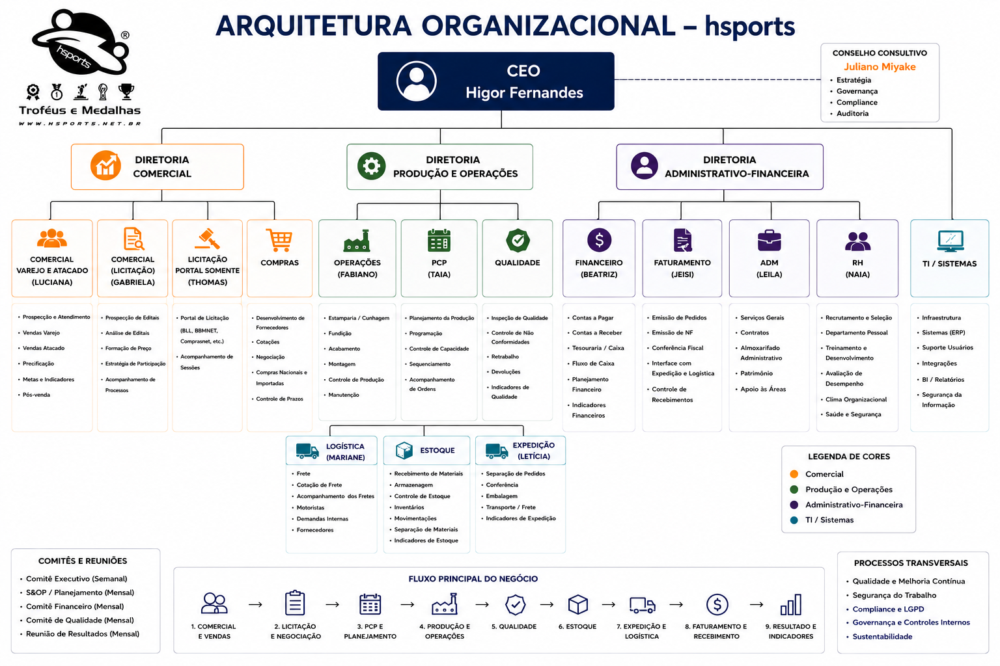 ARQUITETURA ORGANIZACIONAL – hsports
hsports
®
1
Troféus e Medalhas
WWW.HSPORTS.NET.BR
CEO
Higor Fernandes
CONSELHO CONSULTIVO
Juliano Miyake
• Estratégia
• Governança
• Compliance
• Auditoria
DIRETORIA
COMERCIAL
DIRETORIA
PRODUÇÃO E OPERAÇÕES
DIRETORIA
ADMINISTRATIVO-FINANCEIRA
COMERCIAL
VAREJO E ATACADO
(LUCIANA)
• Prospecção e Atendimento
• Vendas Varejo
• Vendas Atacado
• Precificação
• Metas e Indicadores
• Pós-venda
COMERCIAL
(LICITAÇÃO)
(GABRIELA)
• Prospecção de Editais
• Análise de Editais
• Formação de Preço
• Estratégia de Participação
• Acompanhamento de
Processos
LICITAÇÃO
PORTAL SOMENTE
(THOMAS)
• Portal de Licitação
(BLL, BBMNET,
Comprasnet, etc.)
• Acompanhamento de
Sessões
COMPRAS
• Desenvolvimento de
Fornecedores
• Cotações
• Negociação
• Compras Nacionais e
Importadas
• Controle de Prazos
OPERAÇÕES
(FABIANO)
• Estamparia / Cunhagem
• Fundição
• Acabamento
• Montagem
• Controle de Produção
• Manutenção
PCP
(TAIA)
• Planejamento da Produção
• Programação
• Controle de Capacidade
• Sequenciamento
• Acompanhamento
de Ordens
QUALIDADE
• Inspeção de Qualidade
• Controle de Não
Conformidades
• Retrabalho
• Devoluções
• Indicadores de
Qualidade
$
FINANCEIRO
(BEATRIZ)
• Contas a Pagar
• Contas a Receber
• Tesouraria / Caixa
• Fluxo de Caixa
• Planejamento
Financeiro
• Indicadores
Financeiros
FATURAMENTO
(JEISI)
• Emissão de Pedidos
• Emissão de NF
• Conferência Fiscal
• Interface com
Expedição e Logística
• Controle de
Recebimentos
ADM
(LEILA)
• Serviços Gerais
• Contratos
• Almoxarifado
Administrativo
• Patrimônio
• Apoio às Áreas
RH
(NAIA)
• Recrutamento e Seleção
• Departamento Pessoal
• Treinamento e
Desenvolvimento
• Avaliação de
Desempenho
• Clima Organizacional
• Saúde e Segurança
TI / SISTEMAS
• Infraestrutura
• Sistemas (ERP)
• Suporte Usuários
• Integrações
• BI / Relatórios
• Segurança da
Informação
LOGÍSTICA
(MARIANE)
• Frete
• Cotação de Frete
• Acompanhamento dos Fretes
• Motoristas
• Demandas Internas
• Fornecedores
ESTOQUE
• Recebimento de Materiais
• Armazenagem
• Controle de Estoque
• Inventários
• Movimentações
• Separação de Materiais
• Indicadores de Estoque
EXPEDIÇÃO
(LETÍCIA)
• Separação de Pedidos
• Conferência
• Embalagem
• Transporte / Frete
• Indicadores de Expedição
LEGENDA DE CORES
Comercial
Produção e Operações
Administrativo-Financeira
TI / Sistemas
COMITÊS E REUNIÕES
• Comitê Executivo (Semanal)
• S&OP / Planejamento (Mensal)
• Comitê Financeiro (Mensal)
• Comitê de Qualidade (Mensal)
• Reunião de Resultados (Mensal)
FLUXO PRINCIPAL DO NEGÓCIO
1. COMERCIAL
E VENDAS
2. LICITAÇÃO
E NEGOCIAÇÃO
3. PCP E
PLANEJAMENTO
4. PRODUÇÃO E
OPERAÇÕES
5. QUALIDADE
6. ESTOQUE
7. EXPEDIÇÃO E
LOGÍSTICA
$
8. FATURAMENTO E
RECEBIMENTO
9. RESULTADO E
INDICADORES
PROCESSOS TRANSVERSAIS
• Qualidade e Melhoria Contínua
• Segurança do Trabalho
• Compliance e LGPD
• Governança e Controles Internos
• Sustentabilidade